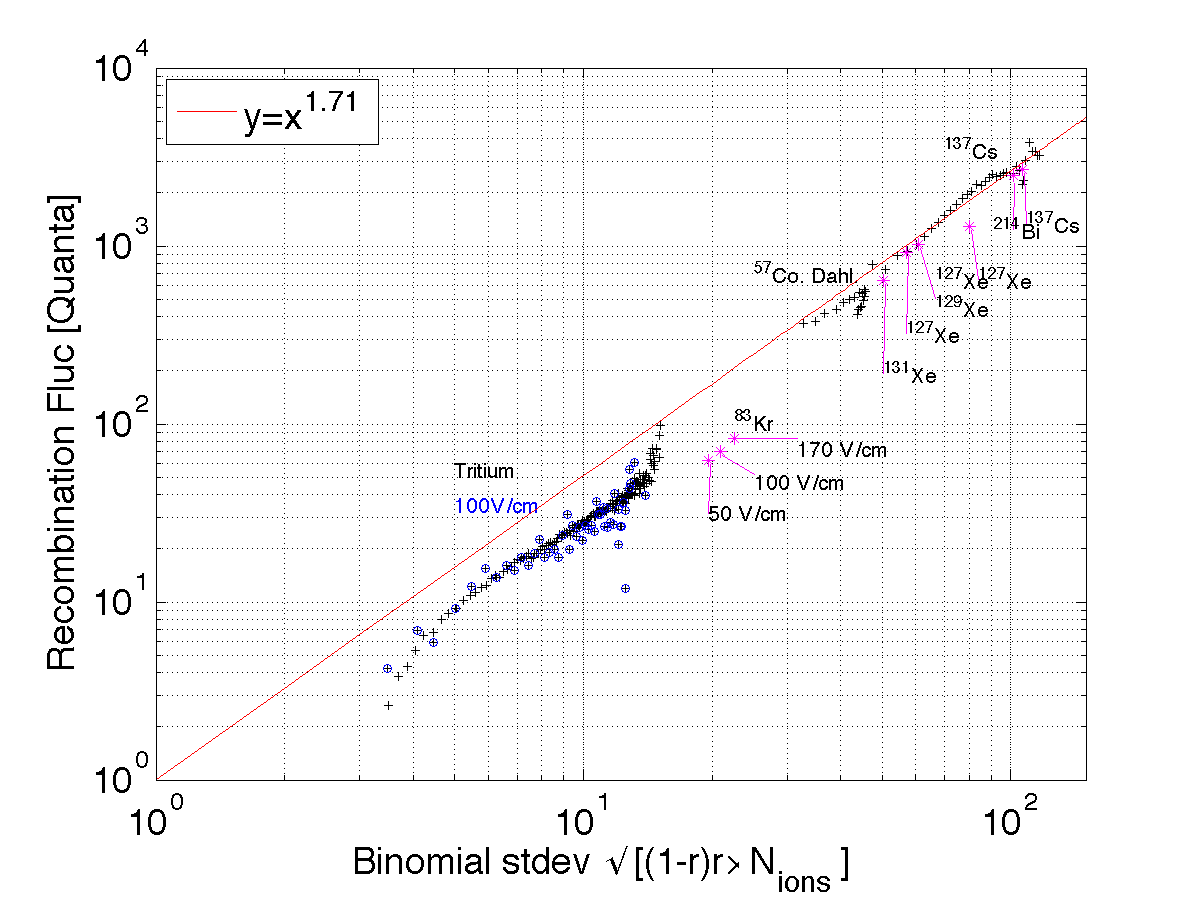 y=x^1.71
Recombination Fluc [Quanta]
10^4
10^3
10^2
10^1
10^0
^137Cs
^214Bi
^137Cs
^57Co. Dahl.
^127Xe
^127Xe
^129Xe
^127Xe
^131Xe
^83Kr
170 V/cm
100 V/cm
50 V/cm
Tritium
100V/cm
10^0
10^1
10^2
Binomial stdev √[(1-r)r× N_ions ]